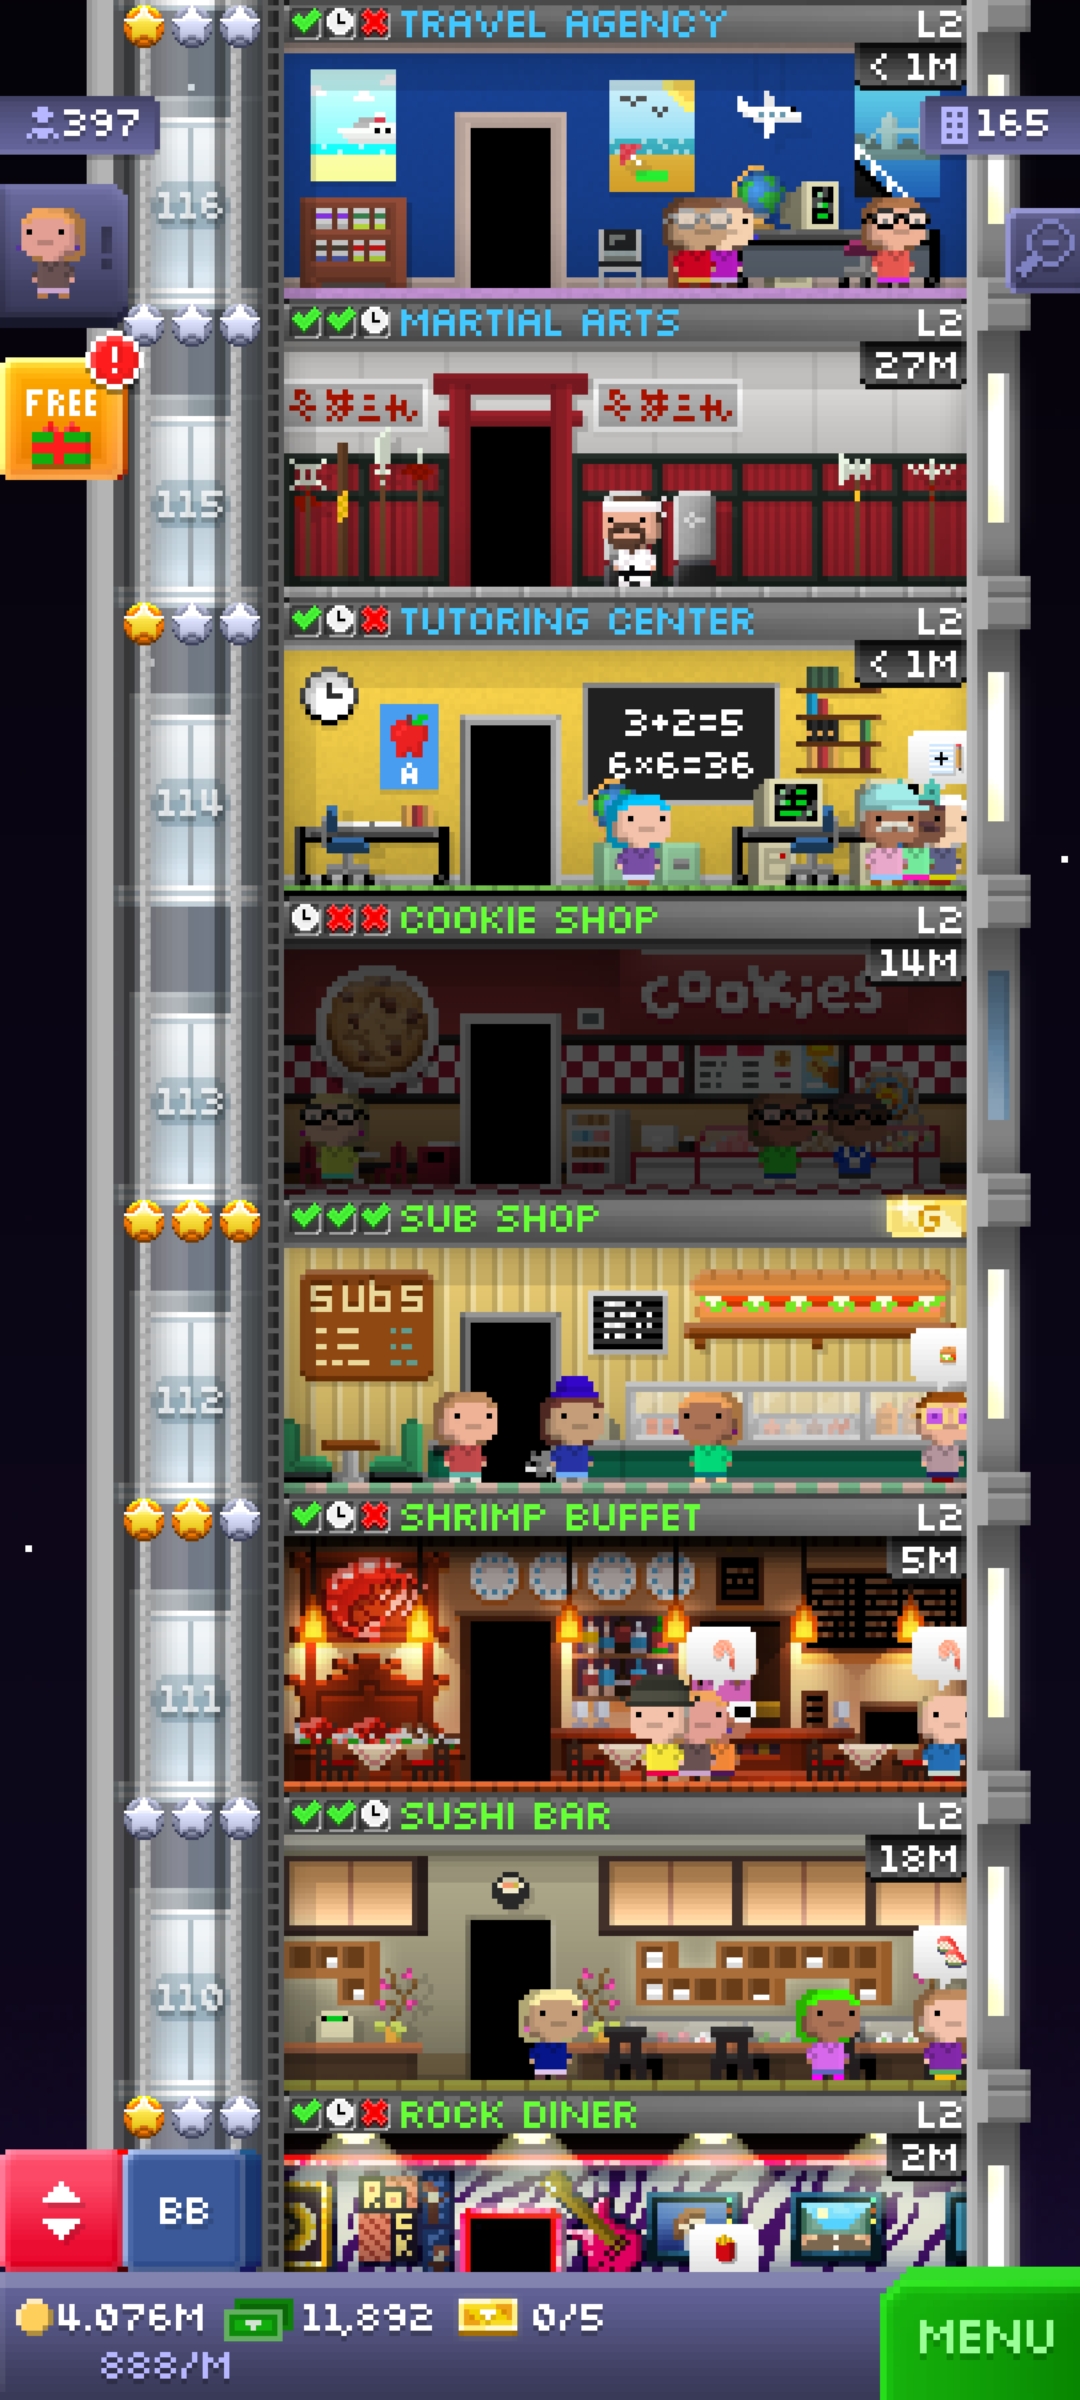 TRAVEL AGENCY L2
< 1M
397
165
116
MARTIAL ARTS L2
27M
FREE
115
TUTORING CENTER L2
< 1M
3+2=5
6x6=36
A
114
COOKIE SHOP L2
14M
cookies
113
SUB SHOP G
SUBS
112
SHRIMP BUFFET L2
5M
111
SUSHI BAR L2
18M
110
ROCK DINER L2
2M
ROCK
BB
4.076M 11,892 0/5
888/M
MENU